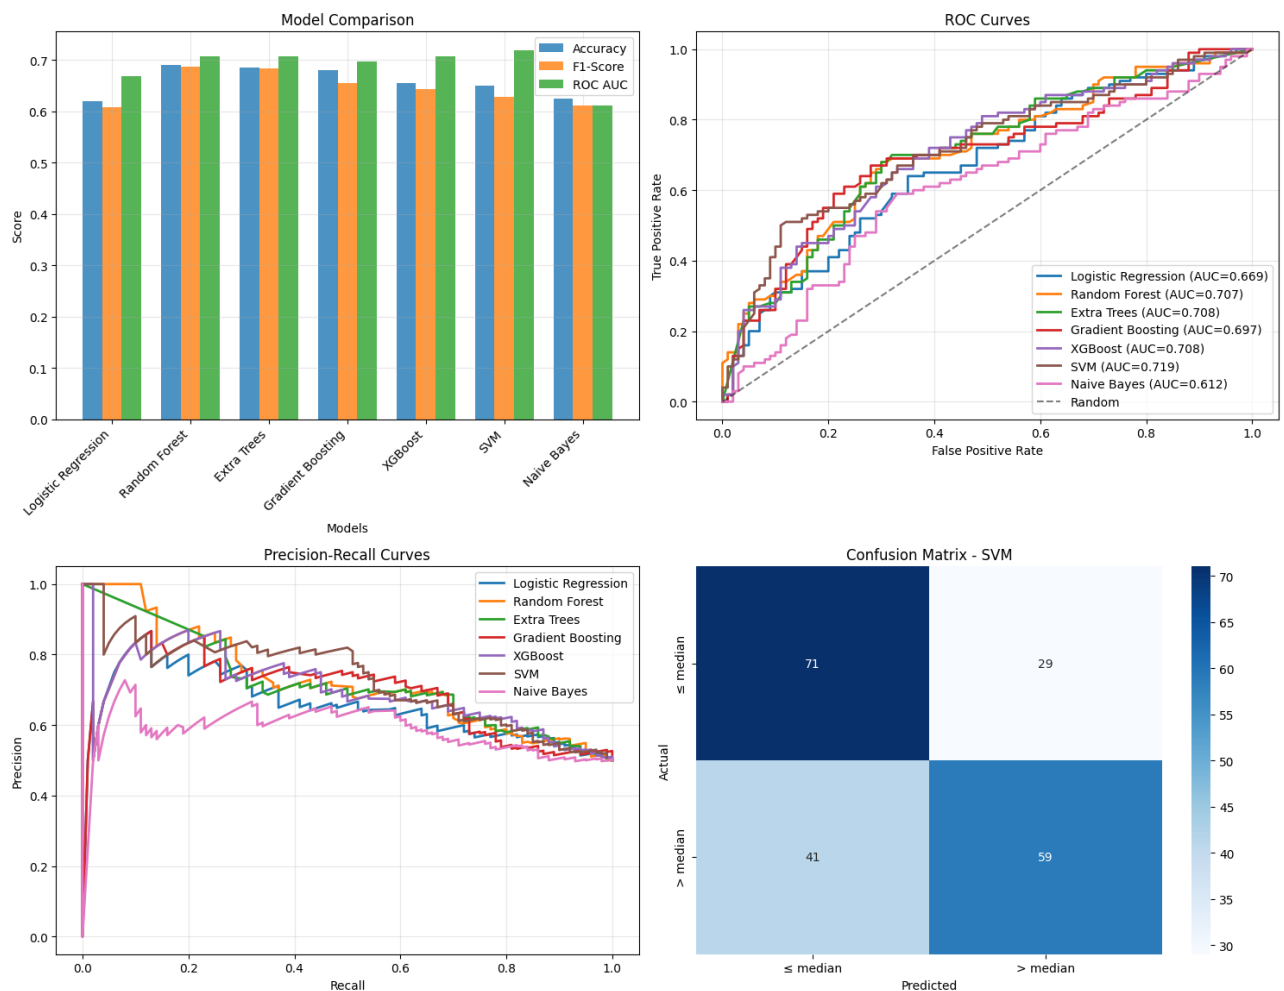 Model Comparison
0.7
0.6
0.5
0.4
0.3
0.2
0.1
0.0
Score
Accuracy
F1-Score
ROC AUC
Logistic Regression
Random Forest
Extra Trees
Gradient Boosting
XGBoost
SVM
Naive Bayes
Models
ROC Curves
1.0
0.8
0.6
0.4
0.2
0.0
True Positive Rate
Logistic Regression (AUC=0.669)
Random Forest (AUC=0.707)
Extra Trees (AUC=0.708)
Gradient Boosting (AUC=0.697)
XGBoost (AUC=0.708)
SVM (AUC=0.719)
Naive Bayes (AUC=0.612)
Random
0.0 0.2 0.4 0.6 0.8 1.0
False Positive Rate
Precision-Recall Curves
1.0
0.8
0.6
0.4
0.2
0.0
Precision
Logistic Regression
Random Forest
Extra Trees
Gradient Boosting
XGBoost
SVM
Naive Bayes
0.0 0.2 0.4 0.6 0.8 1.0
Recall
Confusion Matrix - SVM
≤ median
> median
Actual
71 29
41 59
≤ median > median
Predicted
70
65
60
55
50
45
40
35
30